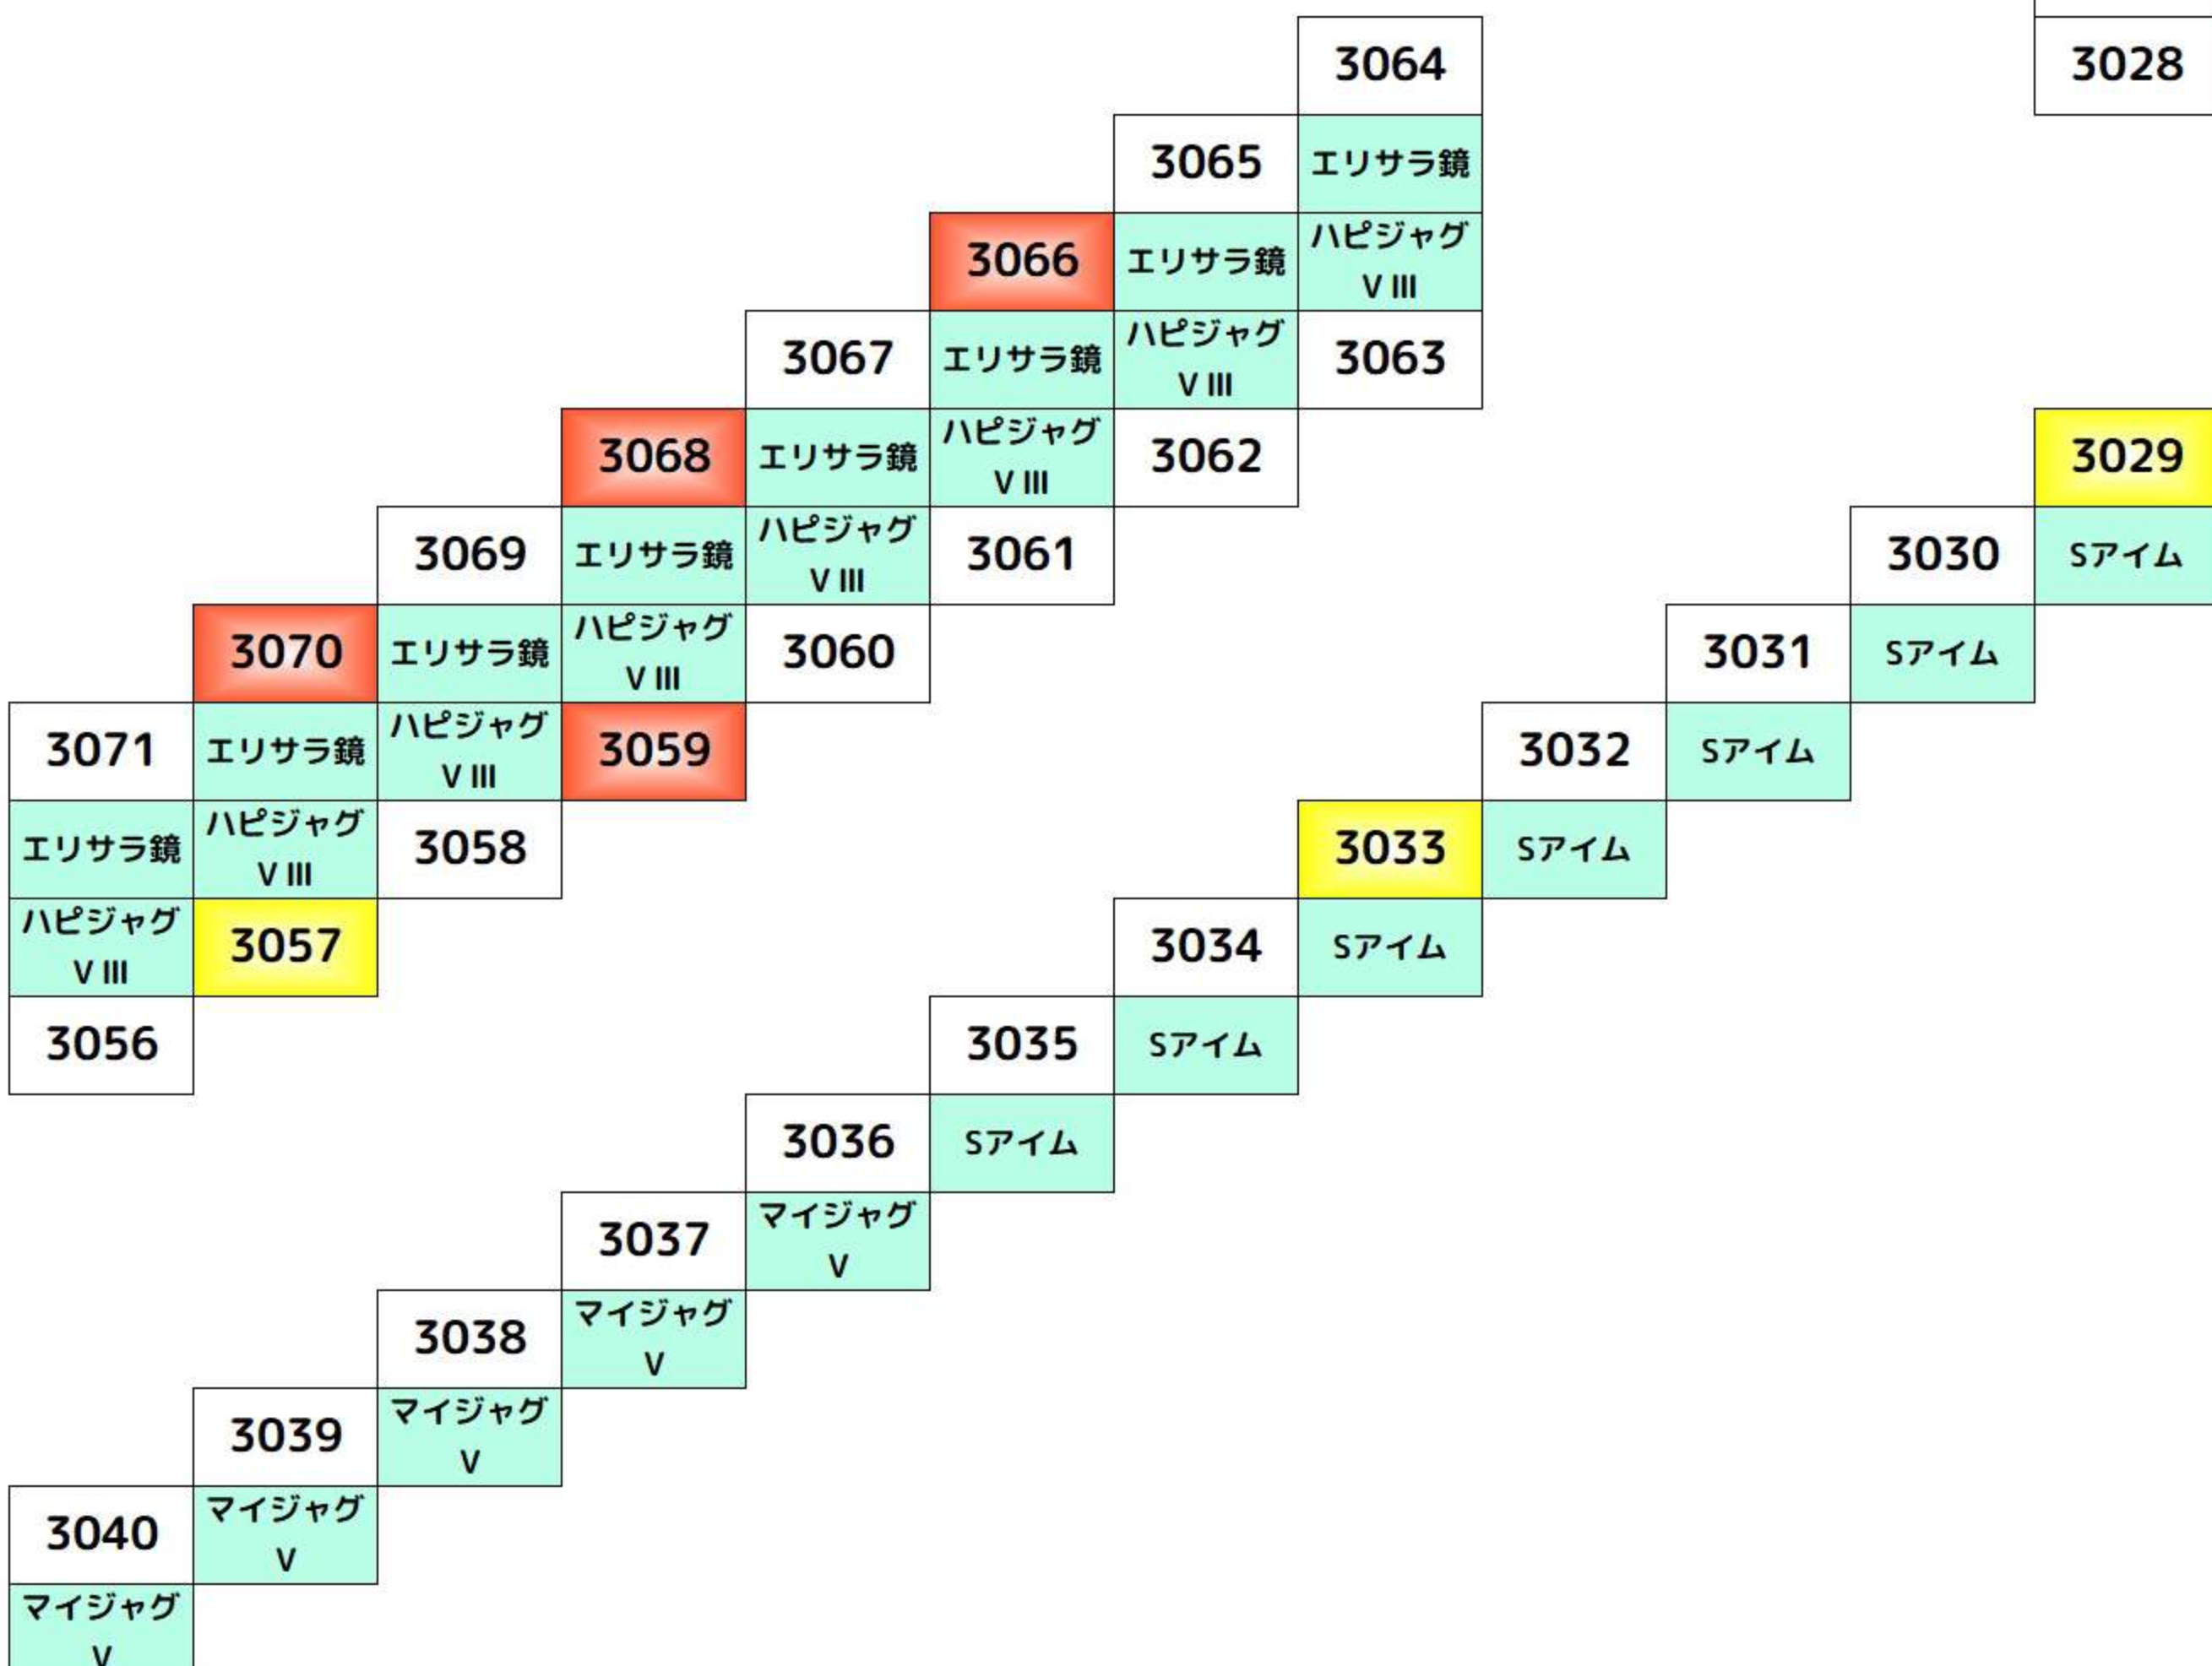 3064
3028
3065
エリサラ鏡
3066
エリサラ鏡
ハピジャグ
V III
3067
エリサラ鏡
ハピジャグ
V III
3063
3068
エリサラ鏡
ハピジャグ
V III
3062
3029
3069
エリサラ鏡
ハピジャグ
V III
3061
3030
Sアイム
3070
エリサラ鏡
ハピジャグ
V III
3060
3031
Sアイム
3071
エリサラ鏡
ハピジャグ
V III
3059
3032
Sアイム
エリサラ鏡
ハピジャグ
V III
3058
3033
Sアイム
ハピジャグ
V III
3057
3034
Sアイム
3056
3035
Sアイム
3036
Sアイム
3037
マイジャグ
V
3038
マイジャグ
V
3039
マイジャグ
V
3040
マイジャグ
V
マイジャグ
V